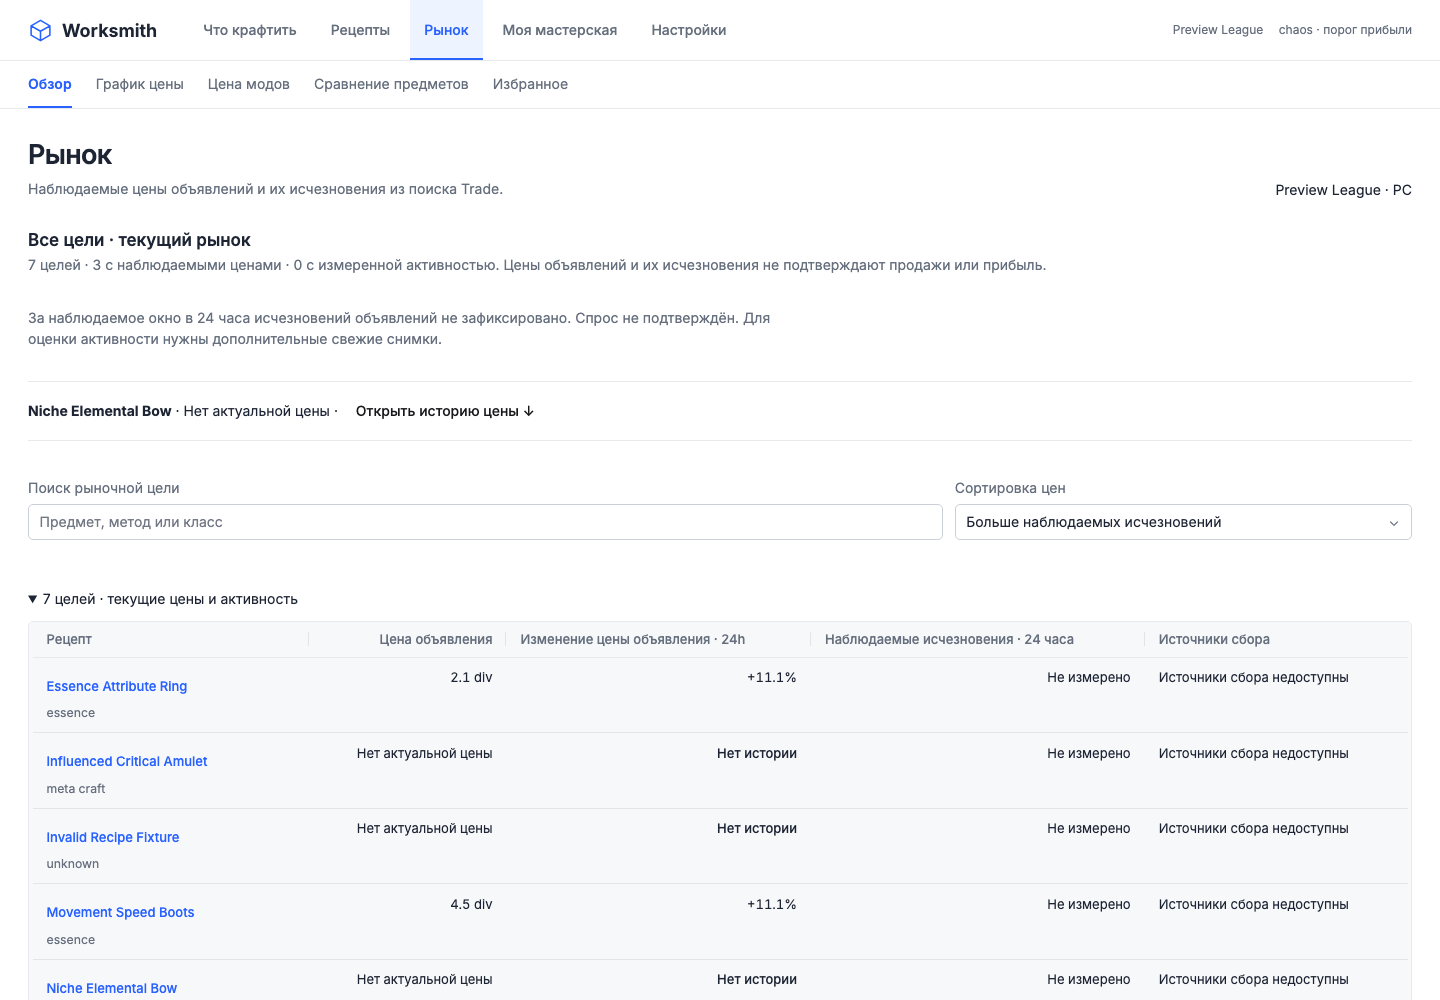 Worksmith
Что крафтить
Рецепты
Рынок
Моя мастерская
Настройки
Preview League
chaos · порог прибыли
Обзор
График цены
Цена модов
Сравнение предметов
Избранное
Рынок
Наблюдаемые цены объявлений и их исчезновения из поиска Trade.
Preview League · PC
Все цели · текущий рынок
7 целей · 3 с наблюдаемыми ценами · 0 с измеренной активностью. Цены объявлений и их исчезновения не подтверждают продажи или прибыль.
За наблюдаемое окно в 24 часа исчезновений объявлений не зафиксировано. Спрос не подтверждён. Для
оценки активности нужны дополнительные свежие снимки.
Niche Elemental Bow · Нет актуальной цены · Открыть историю цены ↓
Поиск рыночной цели
Сортировка цен
Предмет, метод или класс
Больше наблюдаемых исчезновений
▼ 7 целей · текущие цены и активность
Рецепт
Цена объявления
Изменение цены объявления · 24h
Наблюдаемые исчезновения · 24 часа
Источники сбора
Essence Attribute Ring
essence
2.1 div
+11.1%
Не измерено
Источники сбора недоступны
Influenced Critical Amulet
meta craft
Нет актуальной цены
Нет истории
Не измерено
Источники сбора недоступны
Invalid Recipe Fixture
unknown
Нет актуальной цены
Нет истории
Не измерено
Источники сбора недоступны
Movement Speed Boots
essence
4.5 div
+11.1%
Не измерено
Источники сбора недоступны
Niche Elemental Bow
Нет актуальной цены
Нет истории
Не измерено
Источники сбора недоступны